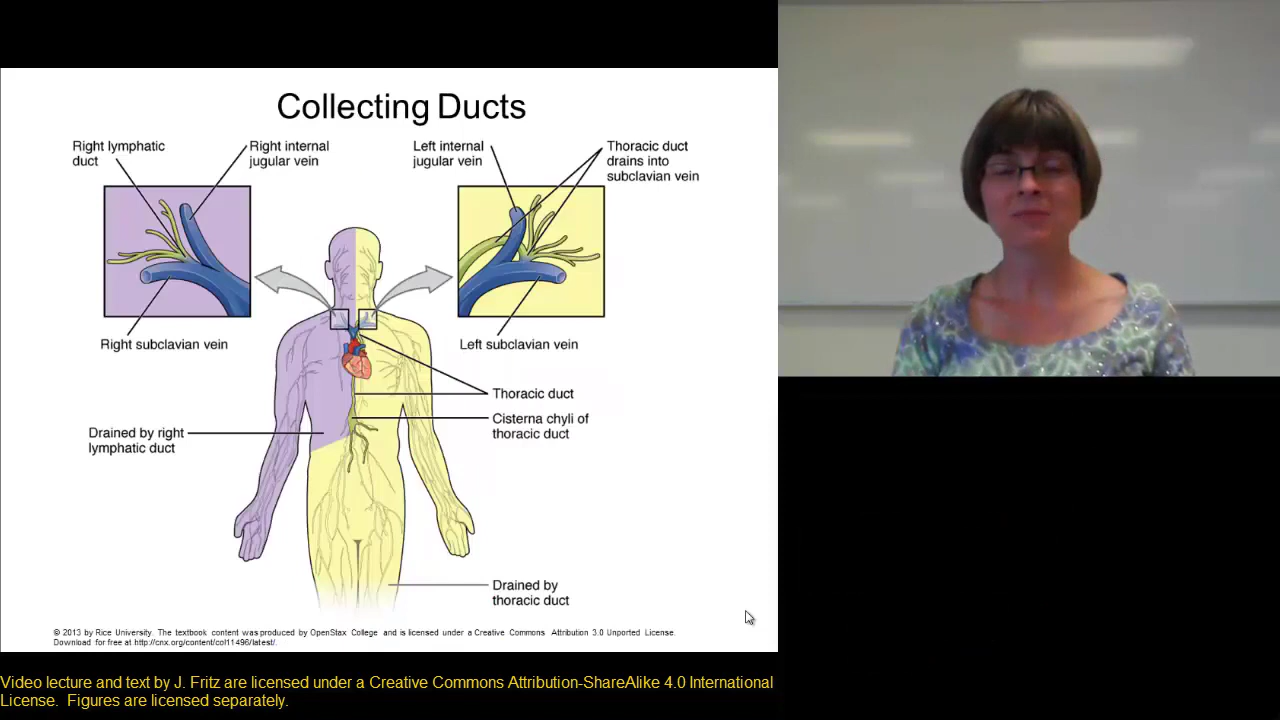 Collecting Ducts
Right lymphatic
duct
Right internal
jugular vein
Left internal
jugular vein
Thoracic duct
drains into
subclavian vein
Right subclavian vein
Left subclavian vein
Thoracic duct
Cisterna chyli of
thoracic duct
Drained by right
lymphatic duct
Drained by
thoracic duct
© 2013 by Rice University. The textbook content was produced by OpenStax College and is licensed under a Creative Commons Attribution 3.0 Unported License.
Download for free at http://cnx.org/content/col11496/latest/.
Video lecture and text by J. Fritz are licensed under a Creative Commons Attribution-ShareAlike 4.0 International
License. Figures are licensed separately.